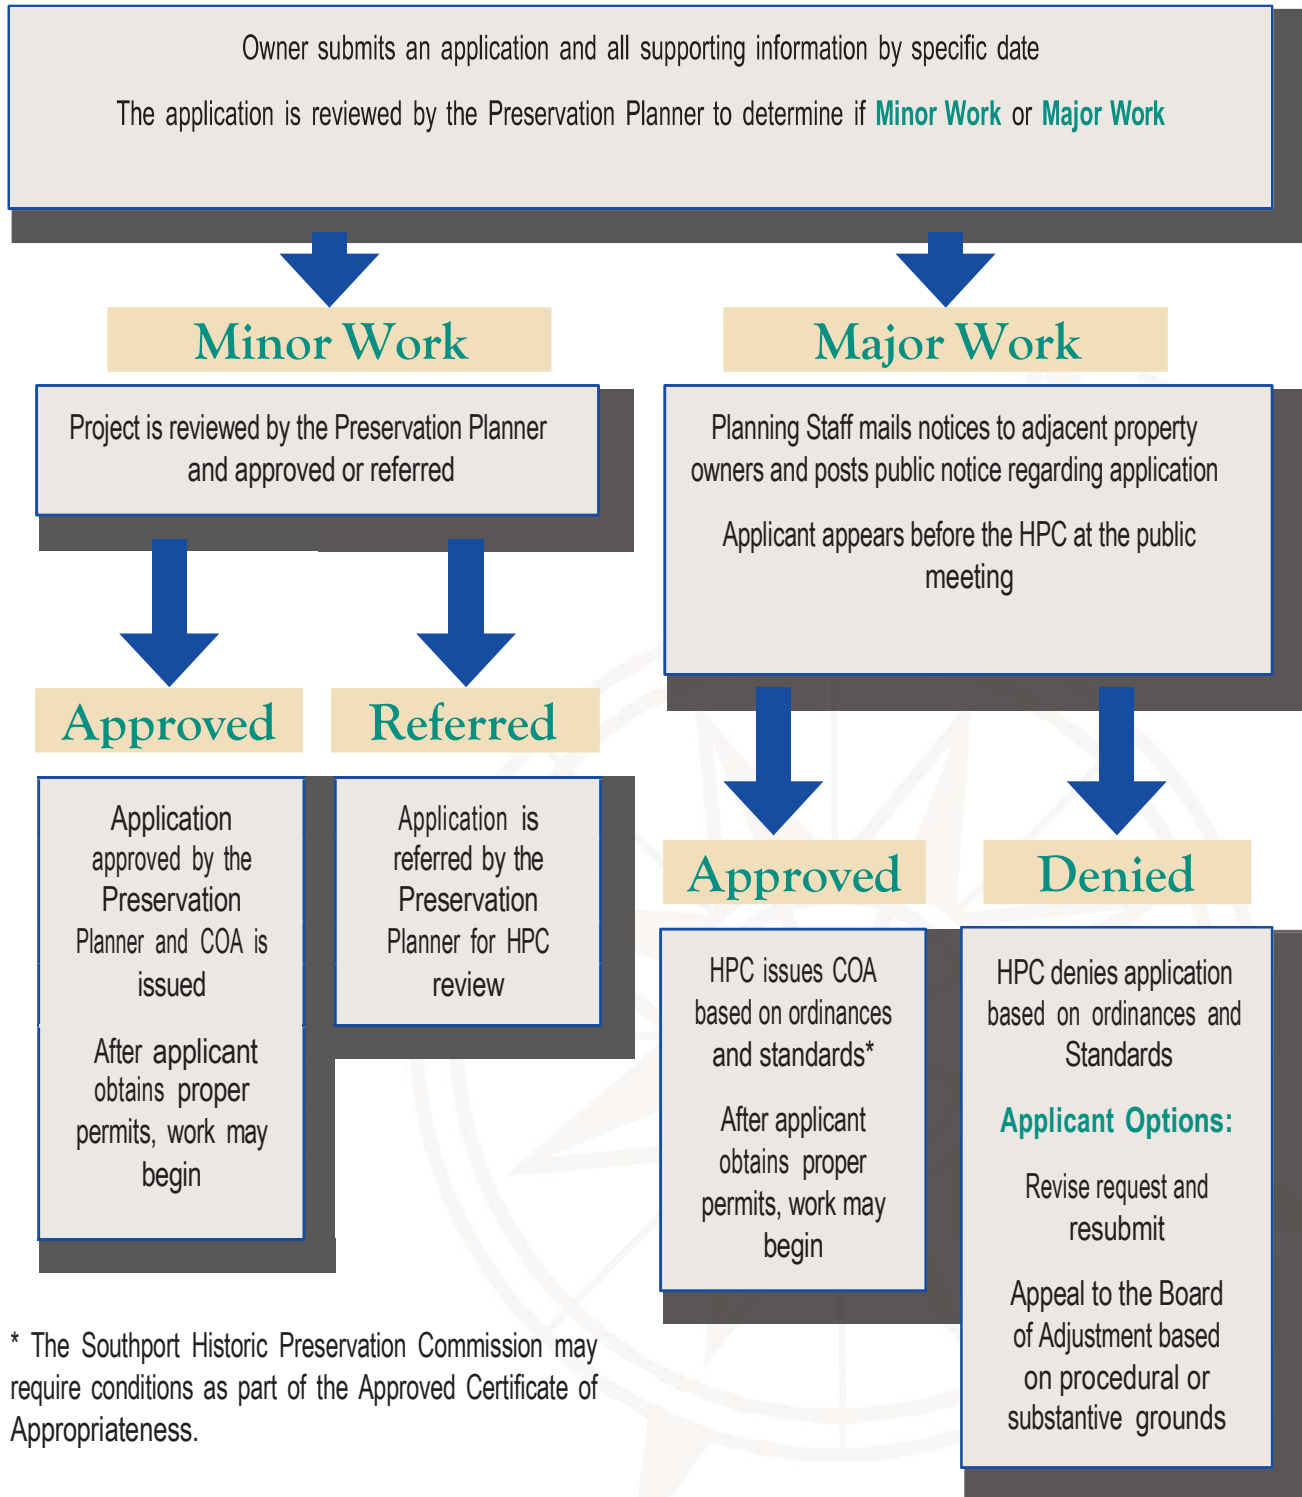 Owner submits an application and all supporting information by specific date
The application is reviewed by the Preservation Planner to determine if Minor Work or Major Work
Minor Work
Project is reviewed by the Preservation Planner
and approved or referred
Approved
Application
approved by the
Preservation
Planner and COA is
issued
After applicant
obtains proper
permits, work may
begin
Referred
Application is
referred by the
Preservation
Planner for HPC
review
Major Work
Planning Staff mails notices to adjacent property
owners and posts public notice regarding application
Applicant appears before the HPC at the public
meeting
Approved
HPC issues COA
based on ordinances
and standards*
After applicant
obtains proper
permits, work may
begin
Denied
HPC denies application
based on ordinances and
Standards
Applicant Options:
Revise request and
resubmit
Appeal to the Board
of Adjustment based
on procedural or
substantive grounds
* The Southport Historic Preservation Commission may
require conditions as part of the Approved Certificate of
Appropriateness.